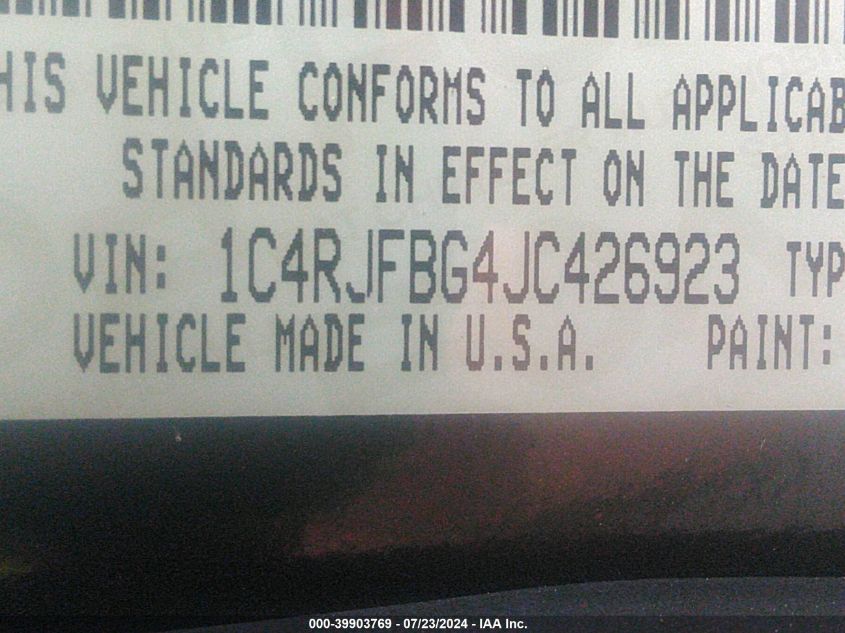 HIS VEHICLE CONFORMS TO ALL APPLICAB
STANDARDS IN EFFECT ON THE DATE
VIN: 1C4RJFBG4JC426923 TYP
VEHICLE MADE IN U.S.A. PAINT:
000-39903769 - 07/23/2024 - IAA Inc.